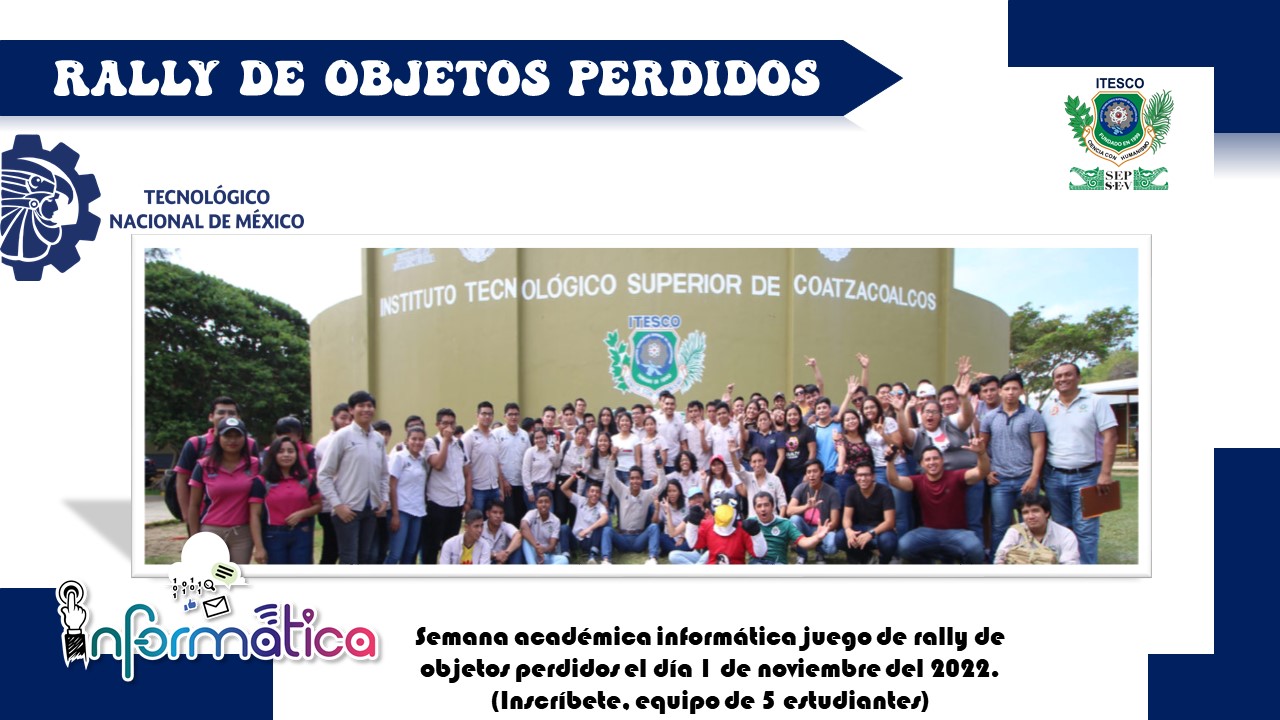 RALLY DE OBJETOS PERDIDOS
ITESCO
FUNDADO EN 1999
CIENCIA CON HUMANISMO
SEP
SEV
TECNOLÓGICO
NACIONAL DE MÉXICO
INSTITUTO TECNOLÓGICO SUPERIOR DE COATZACOALCOS
ITESCO
informática
Semana académica informática juego de rally de
objetos perdidos el día 1 de noviembre del 2022.
(Inscríbete, equipo de 5 estudiantes)